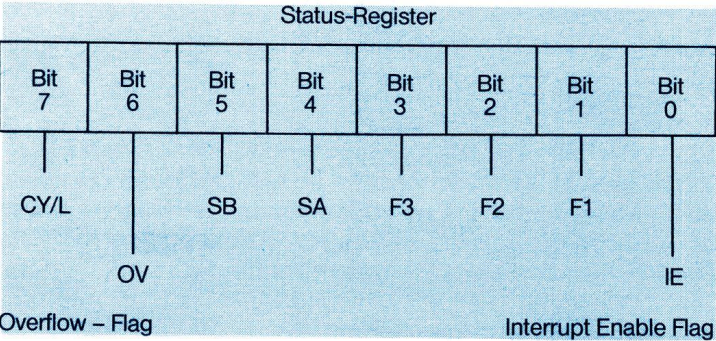 Status-Register
Bit 7 Bit 6 Bit 5 Bit 4 Bit 3 Bit 2 Bit 1 Bit 0
CY/L SB SA F3 F2 F1
OV IE
Overflow – Flag Interrupt Enable Flag